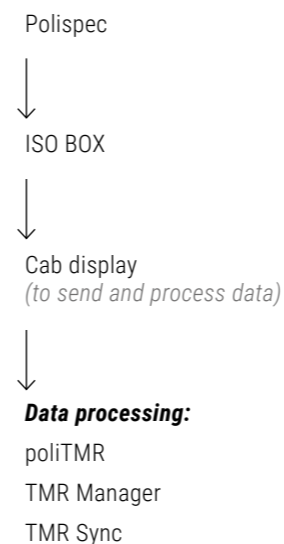 Polispec
ISO BOX
Cab display
(to send and process data)
Data processing:
poliTMR
TMR Manager
TMR Sync